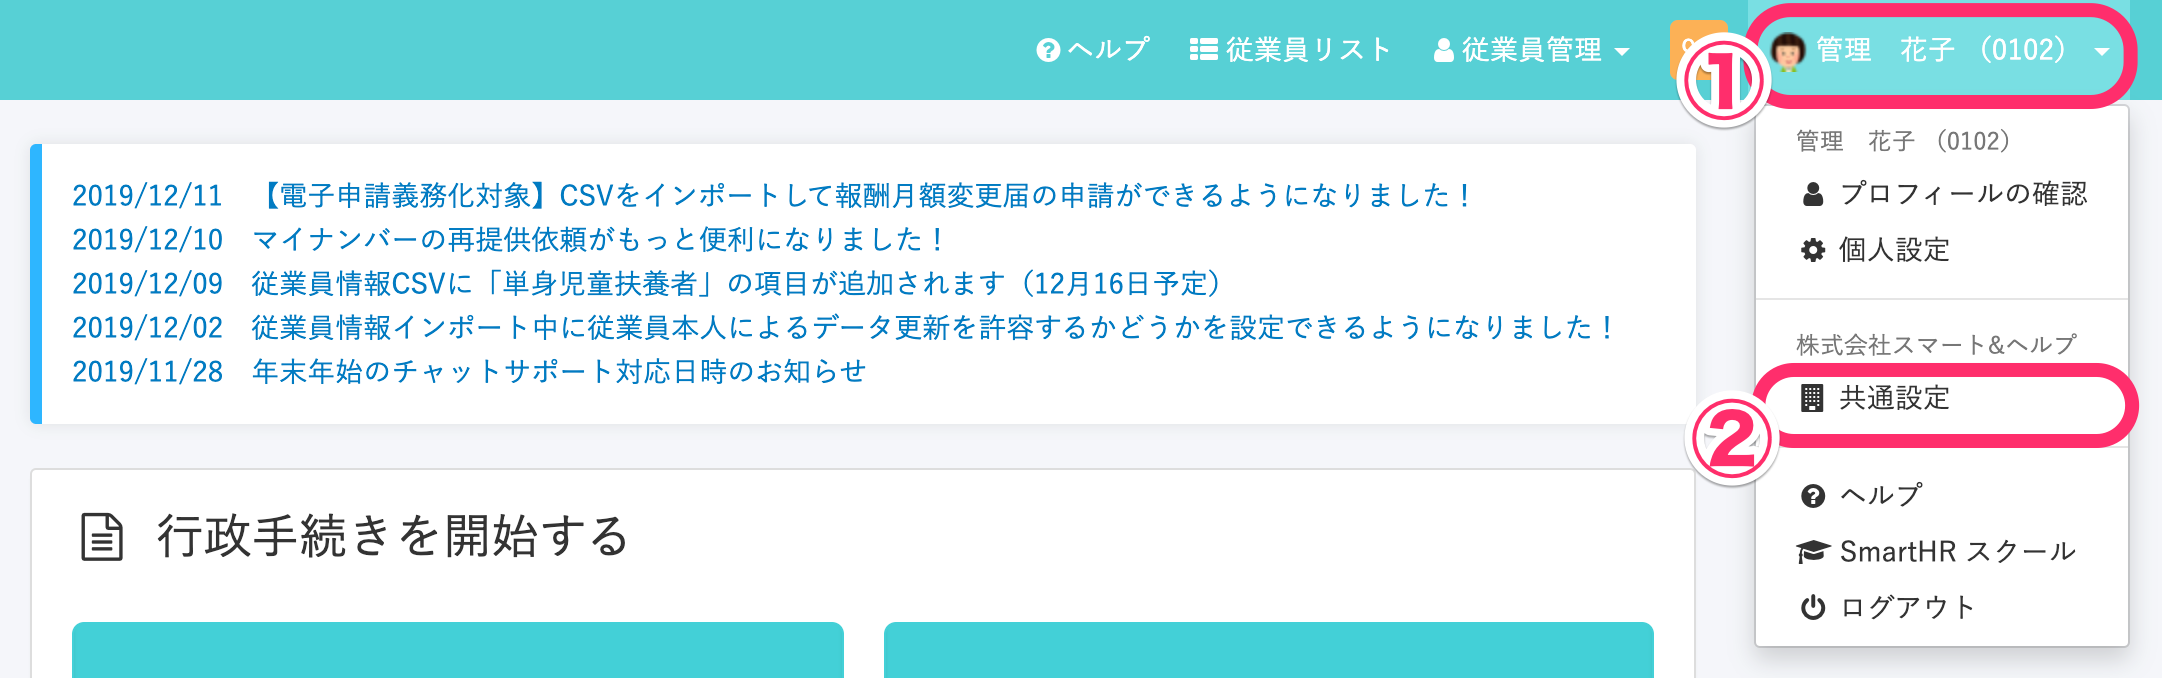 ヘルプ 従業員リスト 従業員管理 管理　花子 （0102）
①
管理　花子 （0102）
プロフィールの確認
個人設定
株式会社スマート&ヘルプ
共通設定
②
ヘルプ
SmartHR スクール
ログアウト
2019/12/11 【電子申請義務化対象】CSVをインポートして報酬月額変更届の申請ができるようになりました！
2019/12/10 マイナンバーの再提供依頼がもっと便利になりました！
2019/12/09 従業員情報CSVに「単身児童扶養者」の項目が追加されます（12月16日予定）
2019/12/02 従業員情報インポート中に従業員本人によるデータ更新を許容するかどうかを設定できるようになりました！
2019/11/28 年末年始のチャットサポート対応日時のお知らせ
行政手続きを開始する